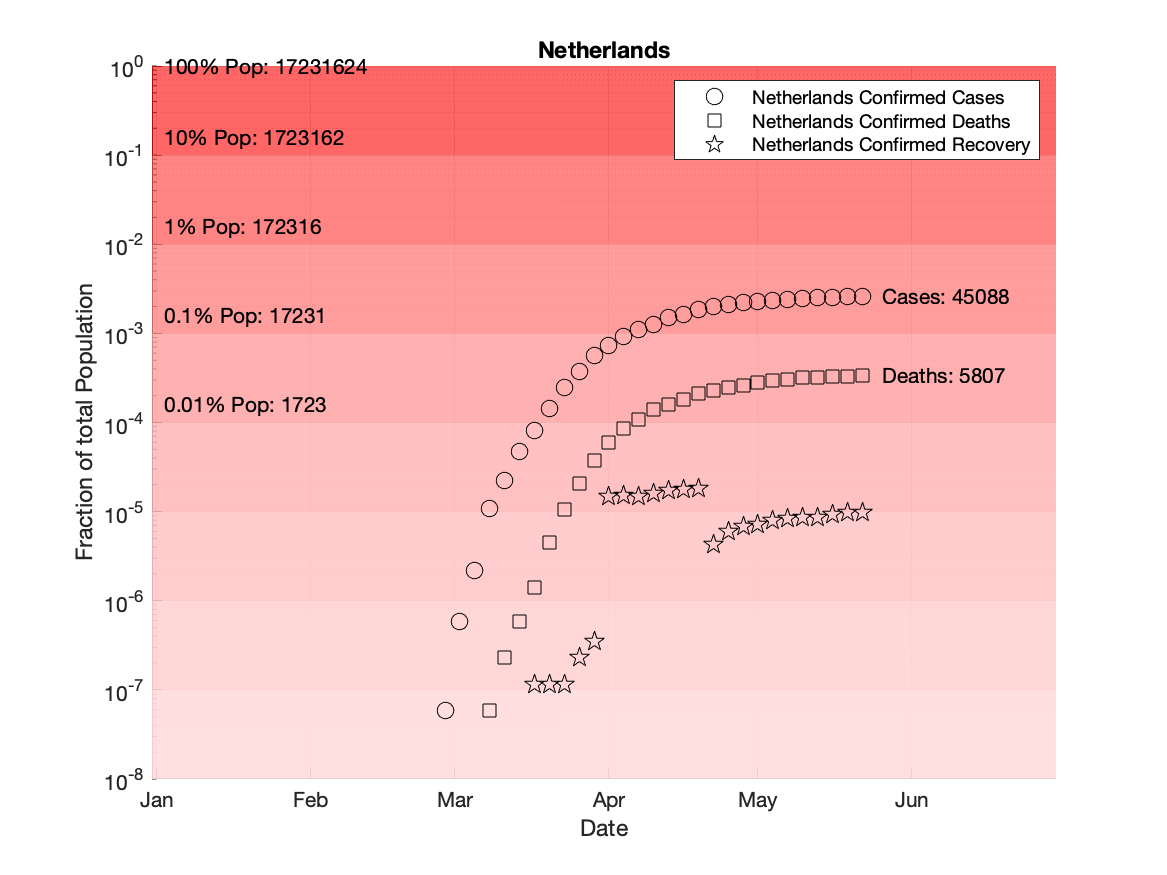 Netherlands
10^0
100% Pop: 17231624
Netherlands Confirmed Cases
Netherlands Confirmed Deaths
Netherlands Confirmed Recovery
10% Pop: 1723162
10^-1
1% Pop: 172316
10^-2
Cases: 45088
0.1% Pop: 17231
10^-3
Deaths: 5807
0.01% Pop: 1723
10^-4
10^-5
10^-6
10^-7
10^-8
Fraction of total Population
Jan Feb Mar Apr May Jun
Date